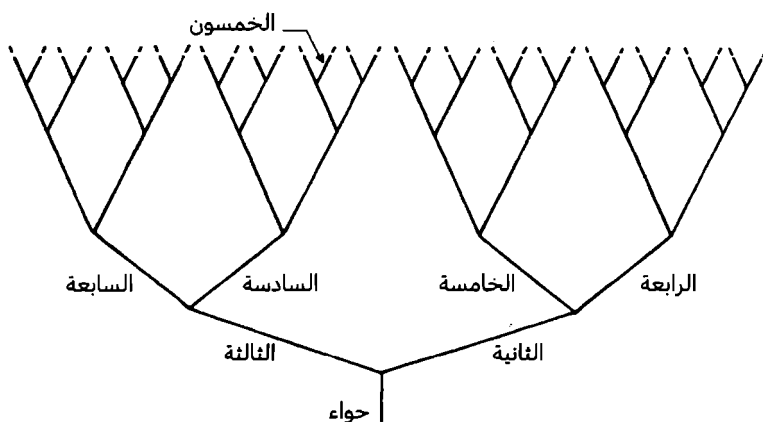 الخمسون
الرابعة
الخامسة
السادسة
السابعة
الثانية
الثالثة
حواء